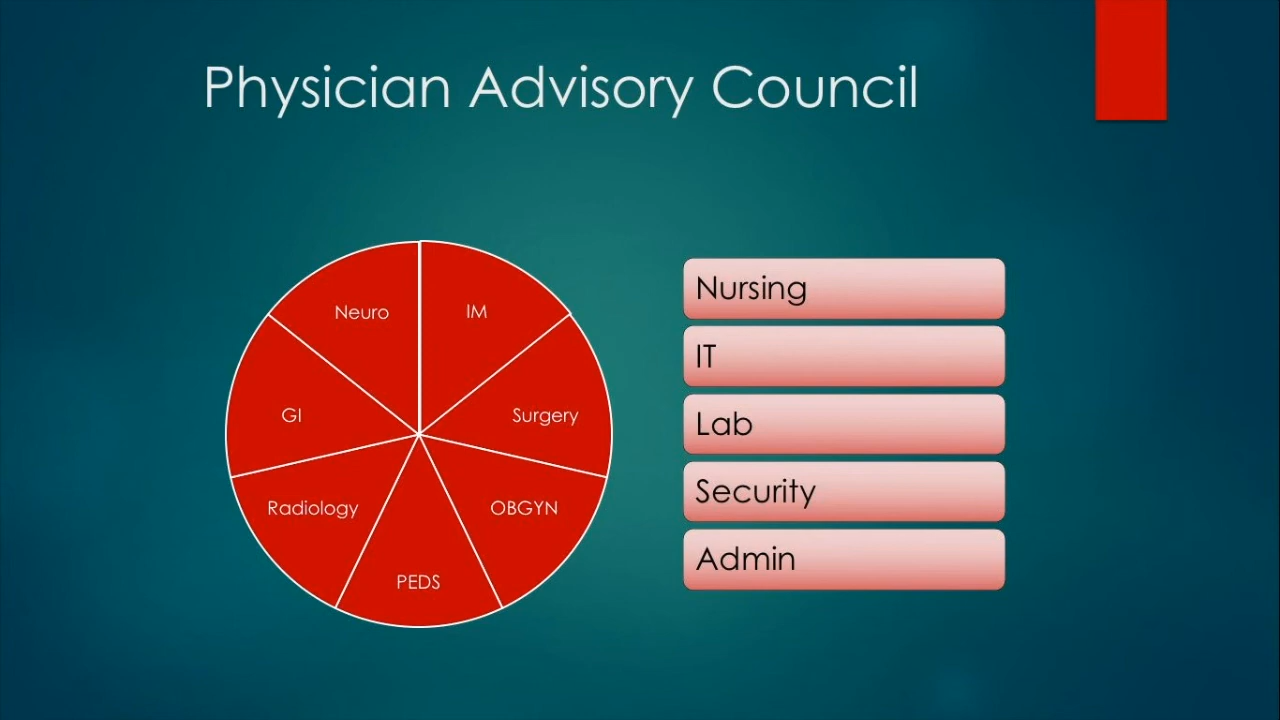 Physician Advisory Council
Neuro
IM
GI
Surgery
Radiology
OBGYN
PEDS
Nursing
IT
Lab
Security
Admin